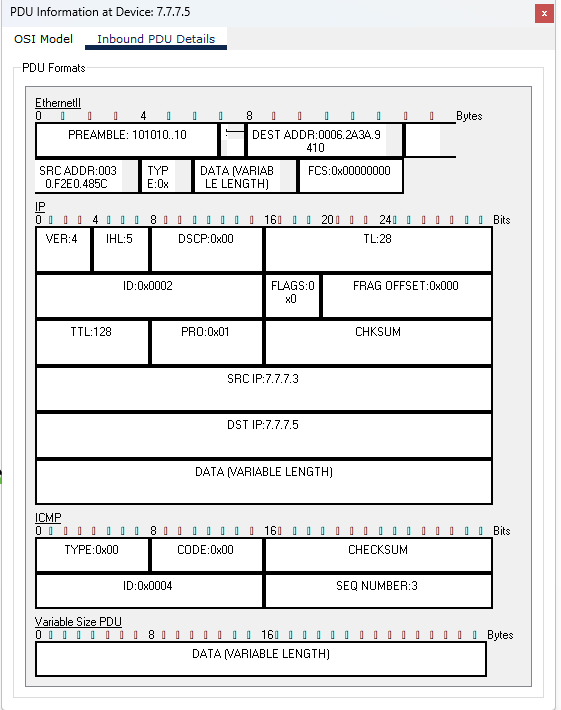 PDU Information at Device: 7.7.7.5
x
OSI Model Inbound PDU Details
PDU Formats
EthernetII
0 4 8 Bytes
PREAMBLE: 101010..10 DEST ADDR:0006.2A3A.9
410
SRC ADDR:003 TYP DATA (VARIAB FCS:0x00000000
0.F2E0.485C E:0x LE LENGTH)
IP
0 4 8 16 20 24 Bits
VER:4 IHL:5 DSCP:0x00 TL:28
ID:0x0002 FLAGS:0 FRAG OFFSET:0x000
x0
TTL:128 PRO:0x01 CHKSUM
SRC IP:7.7.7.3
DST IP:7.7.7.5
DATA (VARIABLE LENGTH)
ICMP
0 8 16 Bits
TYPE:0x00 CODE:0x00 CHECKSUM
ID:0x0004 SEQ NUMBER:3
Variable Size PDU
0 8 16 Bytes
DATA (VARIABLE LENGTH)